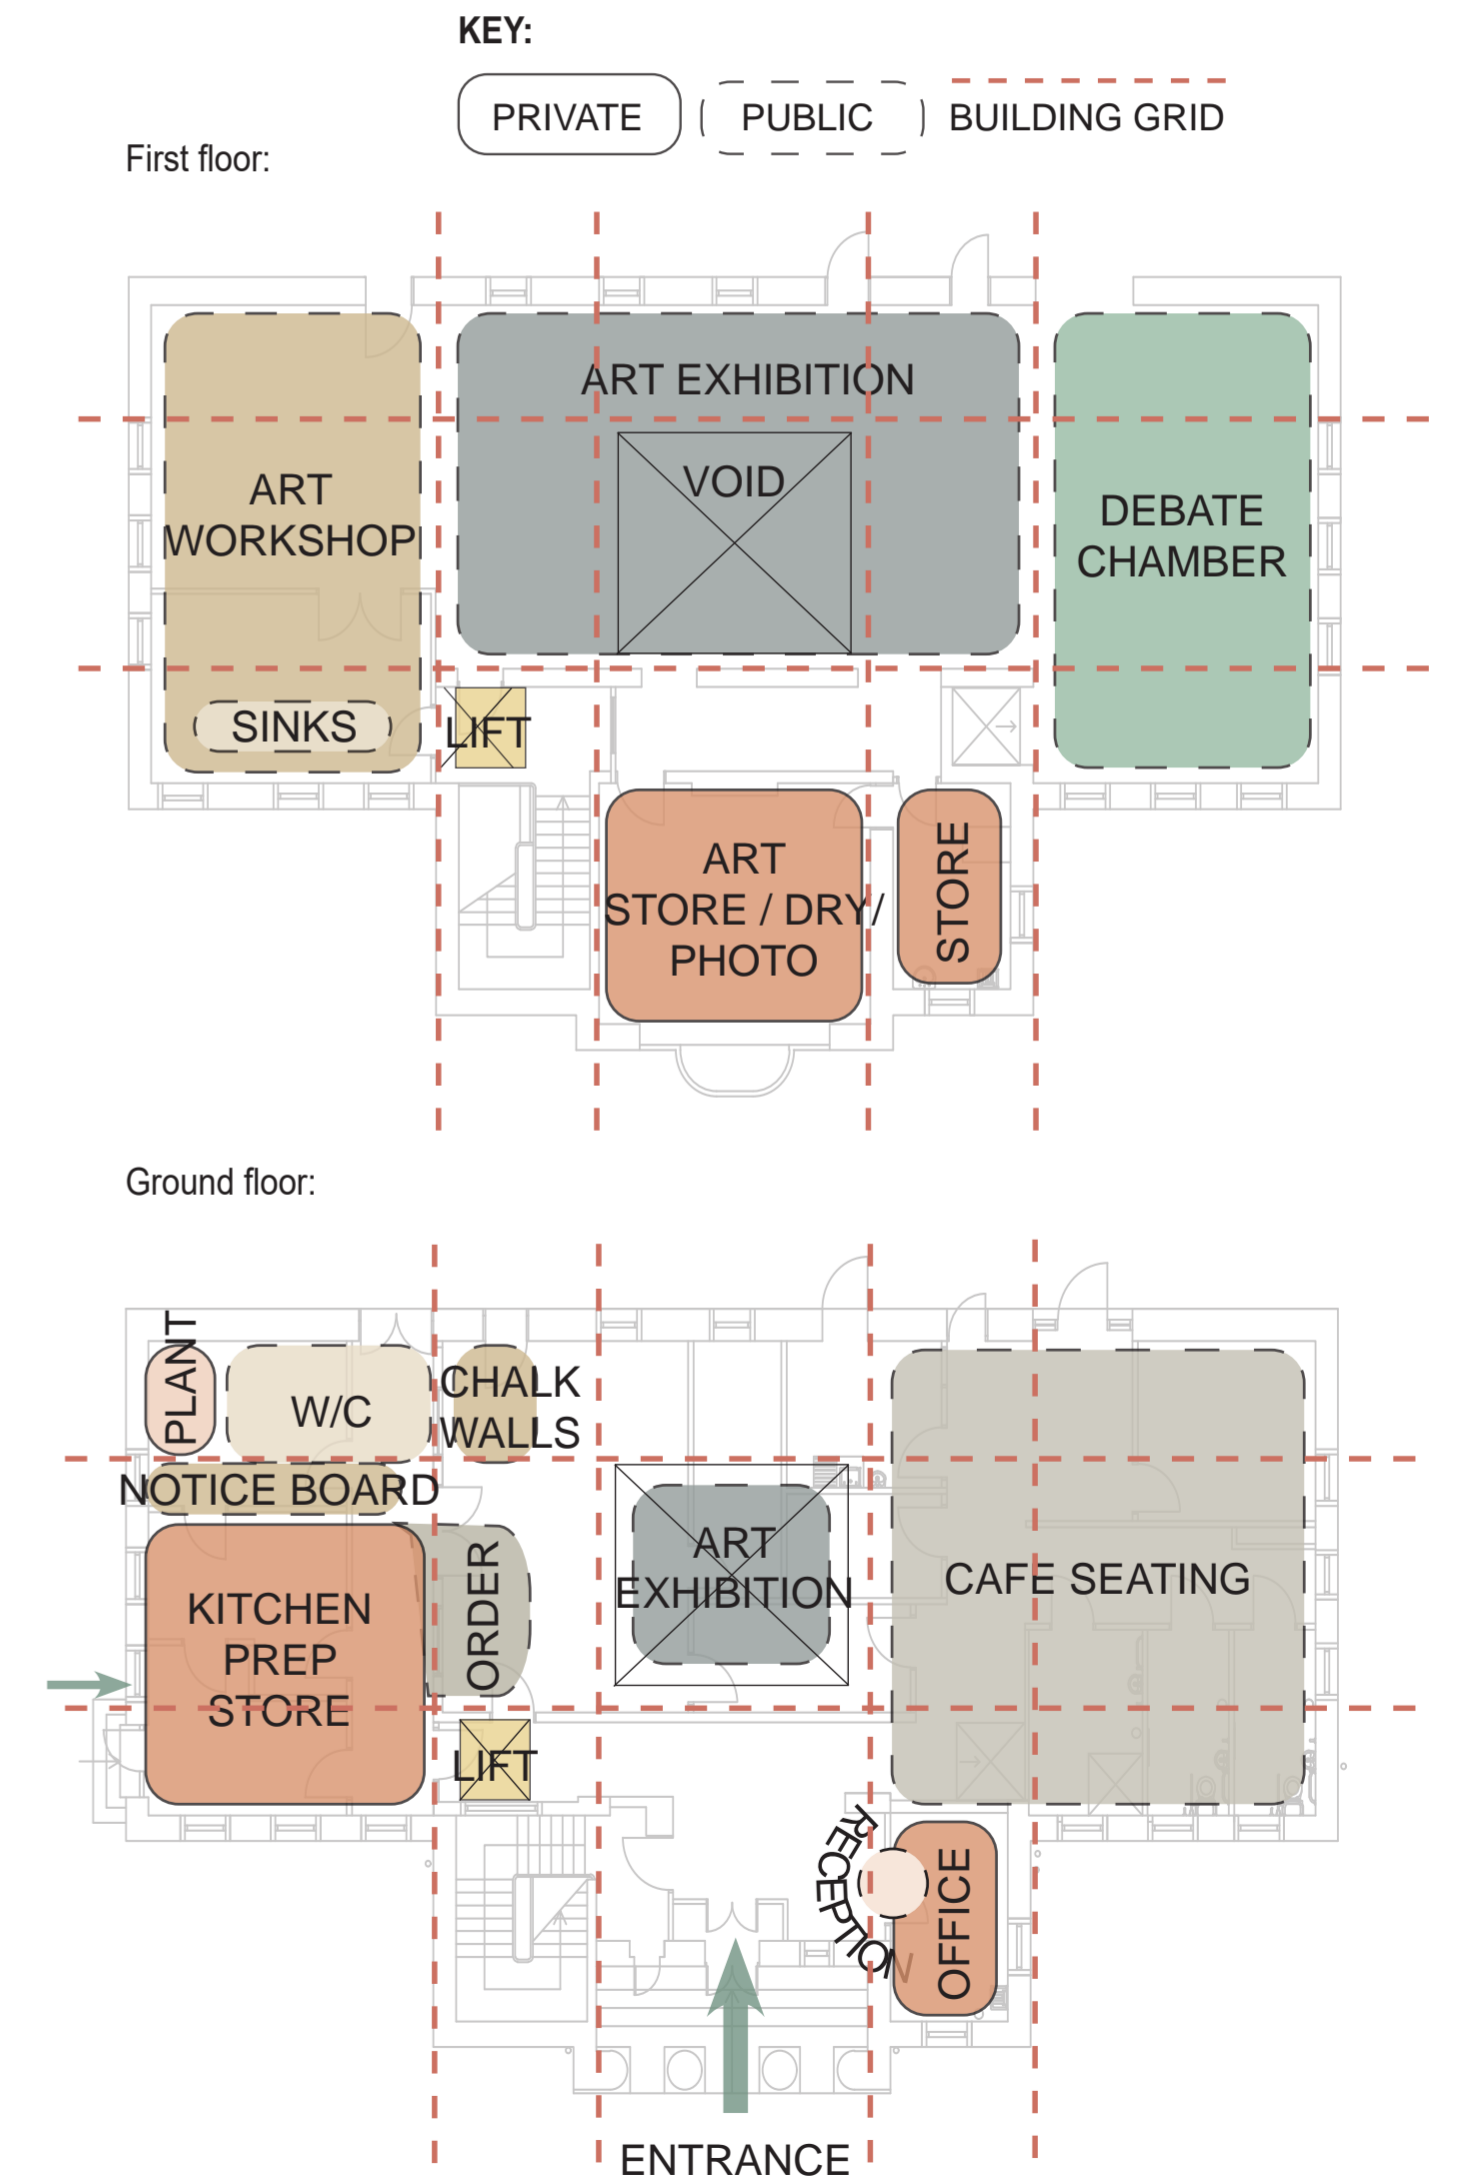 KEY:
PRIVATE
PUBLIC
BUILDING GRID
First floor:
ART EXHIBITION
VOID
ART
WORKSHOP
DEBATE
CHAMBER
SINKS
LIFT
ART
STORE / DRY/
PHOTO
STORE
Ground floor:
PLANT
W/C
CHALK
WALLS
NOTICE BOARD
ART
EXHIBITION
KITCHEN
PREP
STORE
ORDER
CAFE SEATING
LIFT
RECEPTION
OFFICE
ENTRANCE